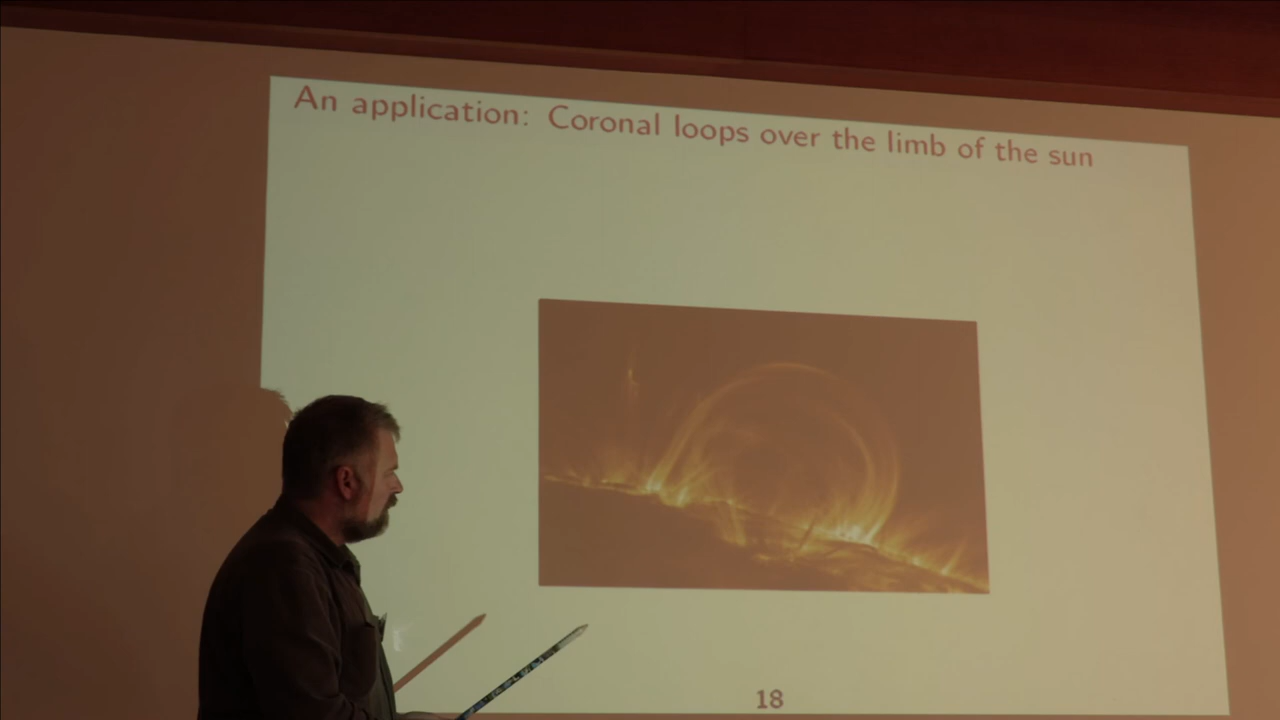 An application: Coronal loops over the limb of the sun
18